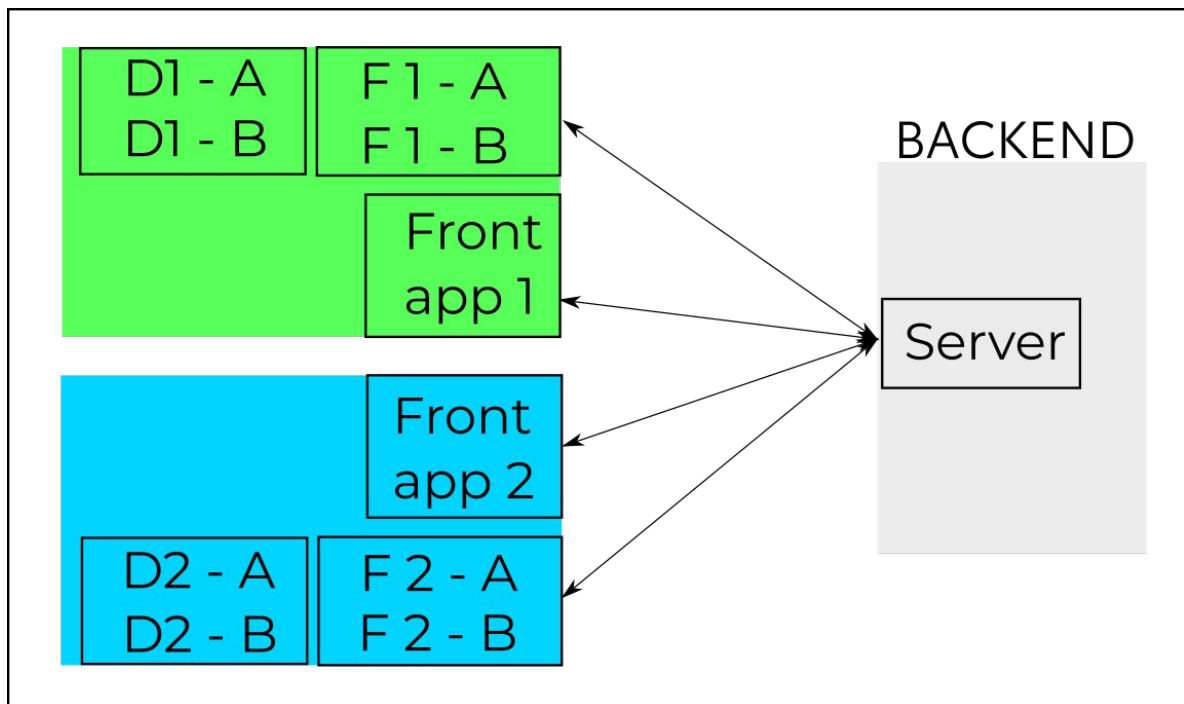 D1 - A
D1 - B
F 1 - A
F 1 - B
Front
app 1
BACKEND
Server
Front
app 2
D2 - A
D2 - B
F 2 - A
F 2 - B